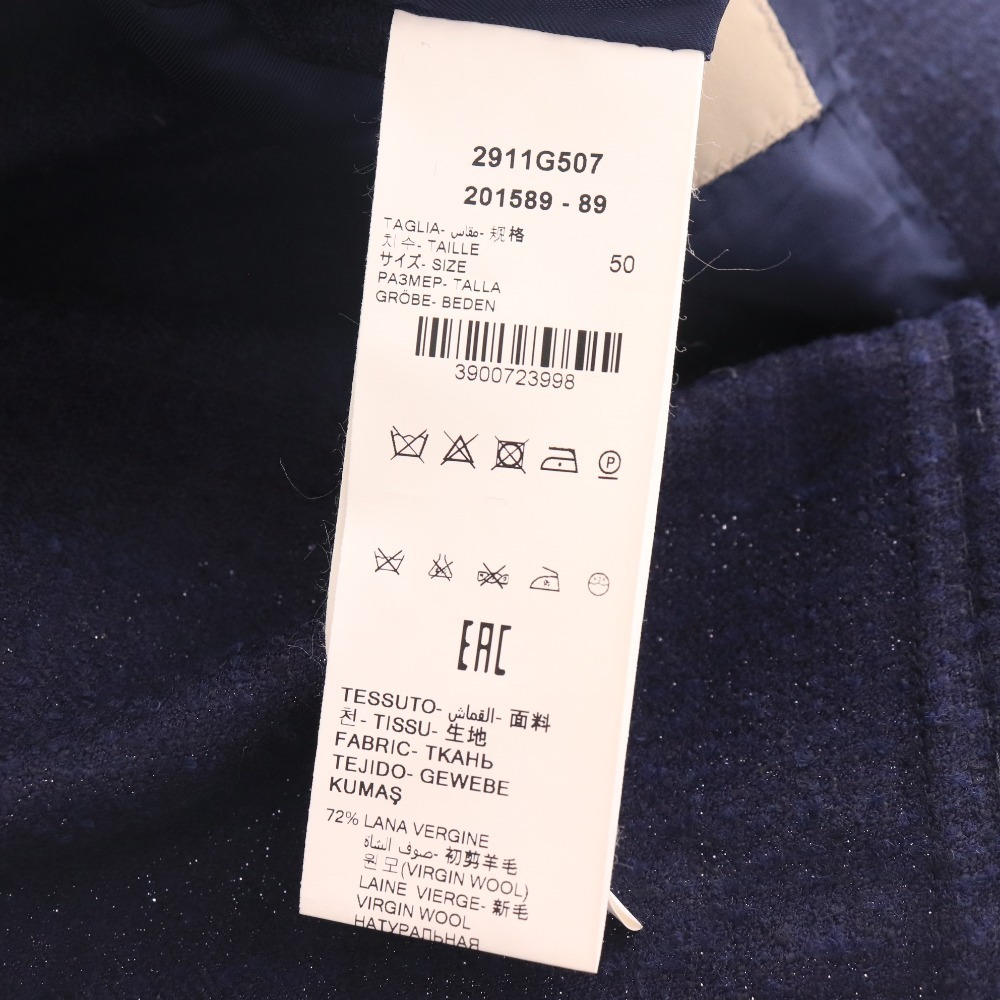 2911G507
201589 - 89
TAGLIA- مقاس- 规格
치수- TAILLE
サイズ- SIZE
50
РАЗМЕР- TALLA
GRÖBE- BEDEN
3900723998
P
EAC
TESSUTO- القماش- 面料
천- TISSU- 生地
FABRIC- ТКАНЬ
TEJIDO- GEWEBE
KUMAŞ
72% LANA VERGINE
صوف الشاة- 初剪羊毛
원모(VIRGIN WOOL)
LAINE VIERGE- 新毛
VIRGIN WOOL
НАТУРАЛЬНАЯ